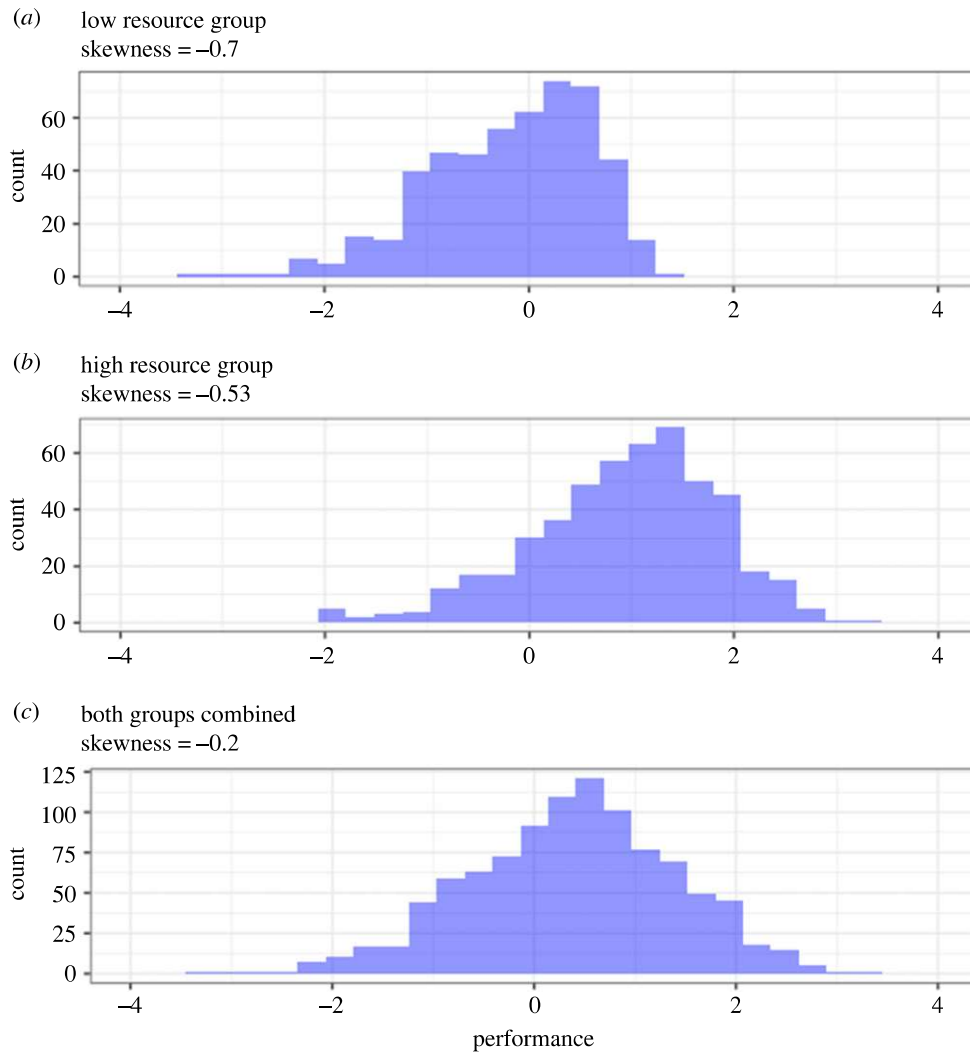 (a) low resource group
skewness = –0.7
60
40
20
0
count
–4 –2 0 2 4
(b) high resource group
skewness = –0.53
60
40
20
0
count
–4 –2 0 2 4
(c) both groups combined
skewness = –0.2
125
100
75
50
25
0
count
–4 –2 0 2 4
performance